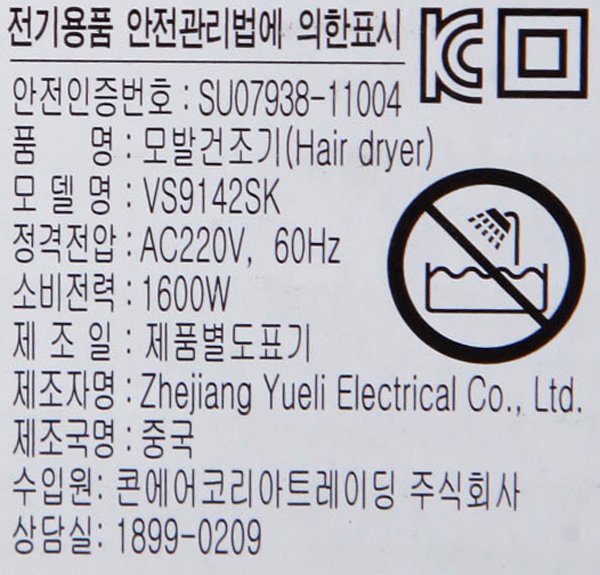 전기용품 안전관리법에 의한표시
안전인증번호 : SU07938-11004
품 명 : 모발건조기(Hair dryer)
모 델 명 : VS9142SK
정격전압 : AC220V, 60Hz
소비전력 : 1600W
제 조 일 : 제품별도표기
제조자명 : Zhejiang Yueli Electrical Co., Ltd.
제조국명 : 중국
수입원 : 콘에어코리아트레이딩 주식회사
상담실 : 1899-0209